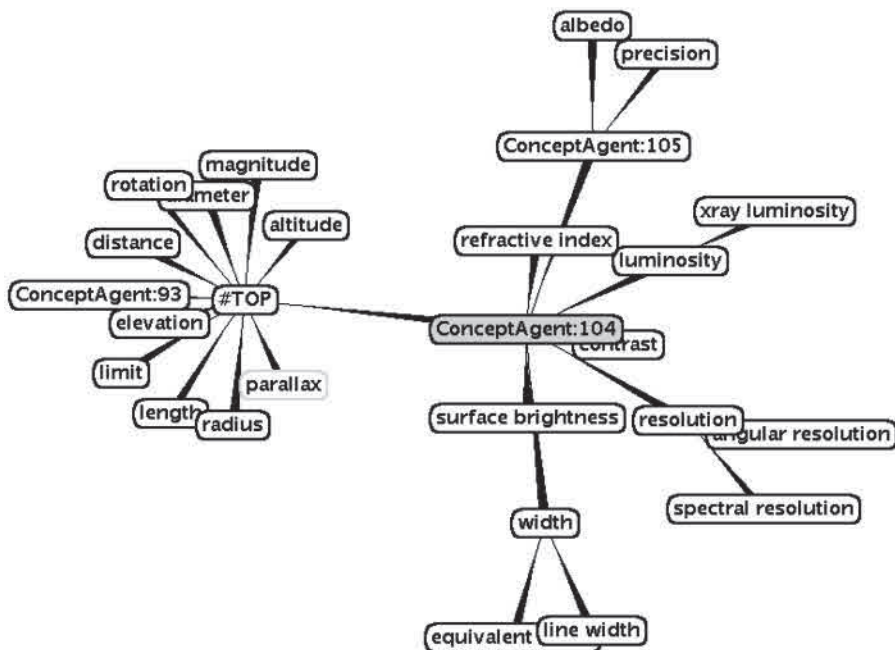 albedo
precision
ConceptAgent:105
magnitude
rotation
altitude
xray luminosity
distance
refractive index
luminosity
ConceptAgent:93
#TOP
elevation
ConceptAgent:104
contrast
limit
parallax
length
radius
surface brightness
resolution
angular resolution
spectral resolution
width
equivalent
line width